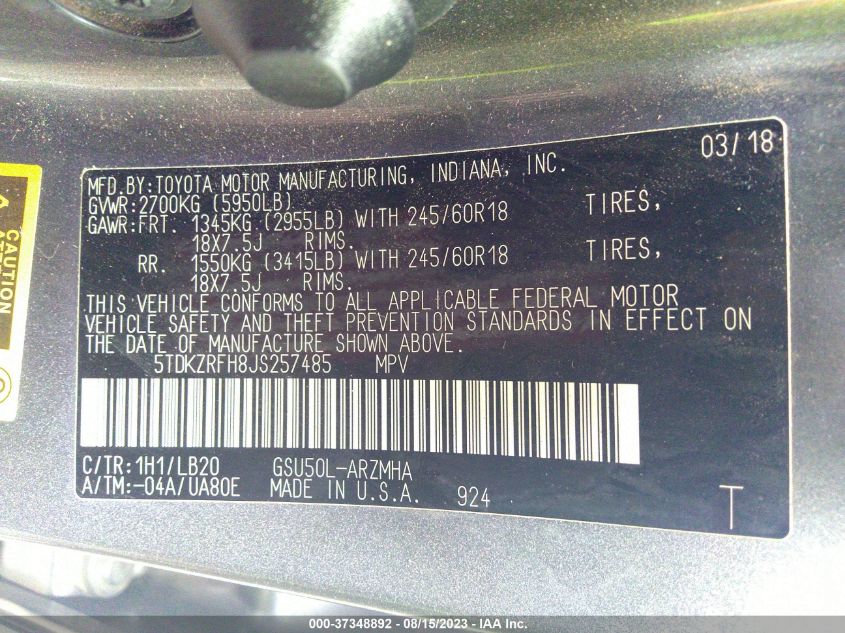 03/18
MFD.BY:TOYOTA MOTOR MANUFACTURING, INDIANA, INC.
GVWR:2700KG (5950LB)
GAWR:FRT. 1345KG (2955LB) WITH 245/60R18 TIRES,
18X7.5J RIMS.
RR. 1550KG (3415LB) WITH 245/60R18 TIRES,
18X7.5J RIMS.
THIS VEHICLE CONFORMS TO ALL APPLICABLE FEDERAL MOTOR
VEHICLE SAFETY AND THEFT PREVENTION STANDARDS IN EFFECT ON
THE DATE OF MANUFACTURE SHOWN ABOVE.
5TDKZRFH8JS257485 MPV
C/TR:1H1/LB20 GSU50L-ARZMHA
A/TM:-04A/UA80E MADE IN U.S.A. 924
T
CAUTION
000-37348892 - 08/15/2023 - IAA Inc.